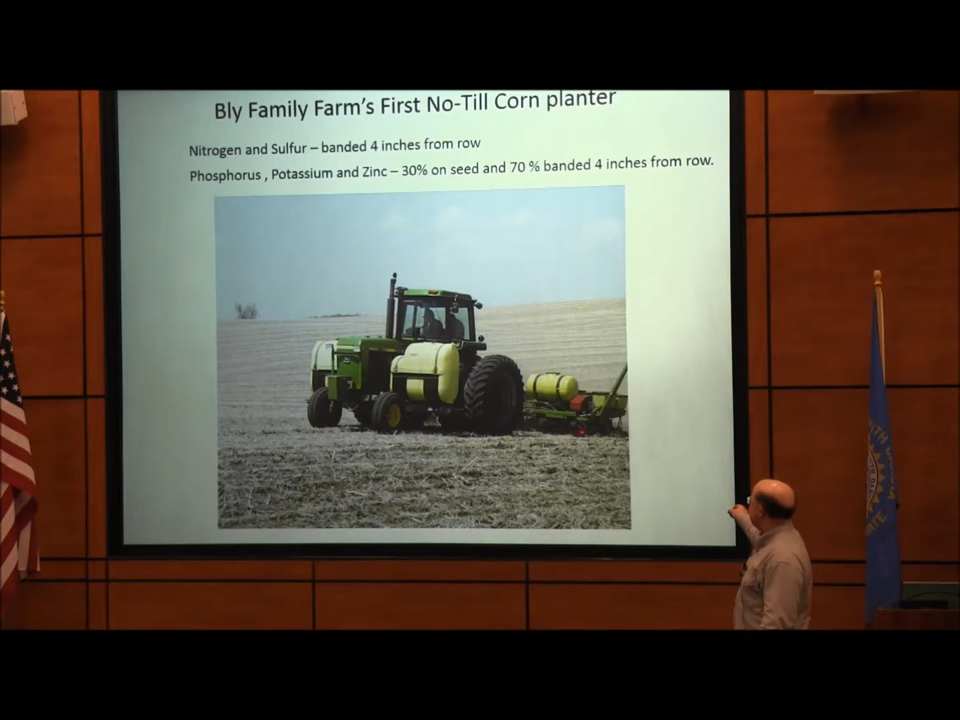 Bly Family Farm's First No-Till Corn planter
Nitrogen and Sulfur – banded 4 inches from row
Phosphorus , Potassium and Zinc – 30% on seed and 70 % banded 4 inches from row.